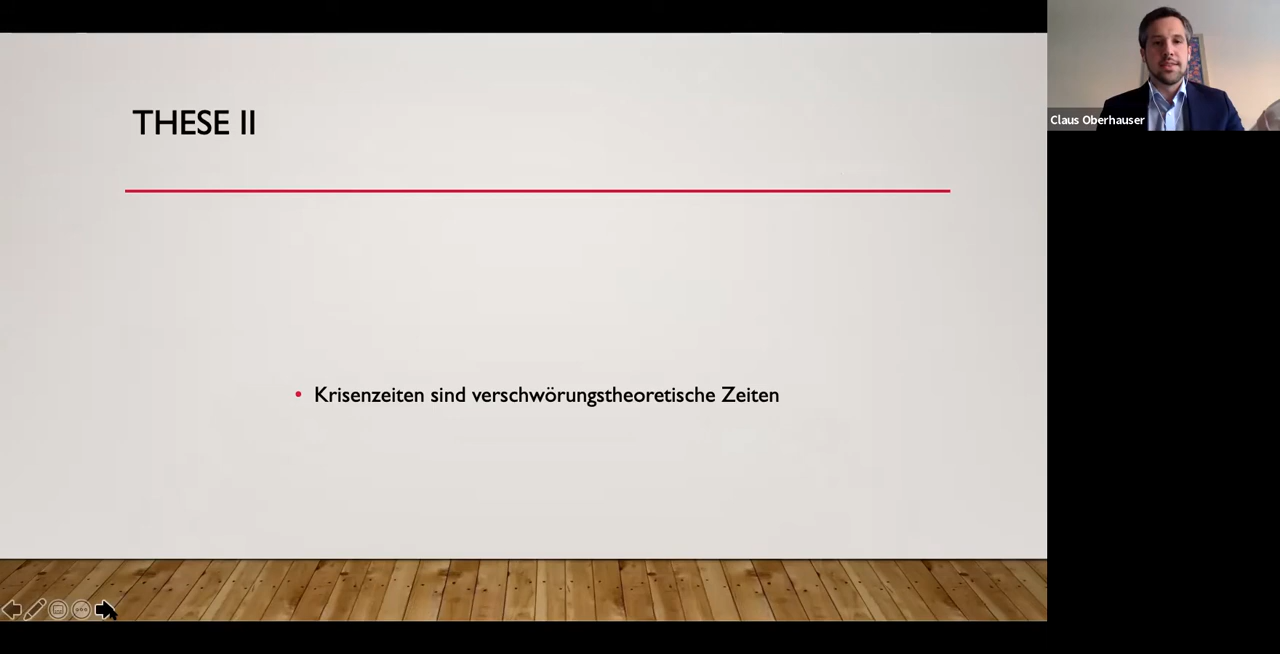 THESE II
Claus Oberhauser
• Krisenzeiten sind verschwörungstheoretische Zeiten